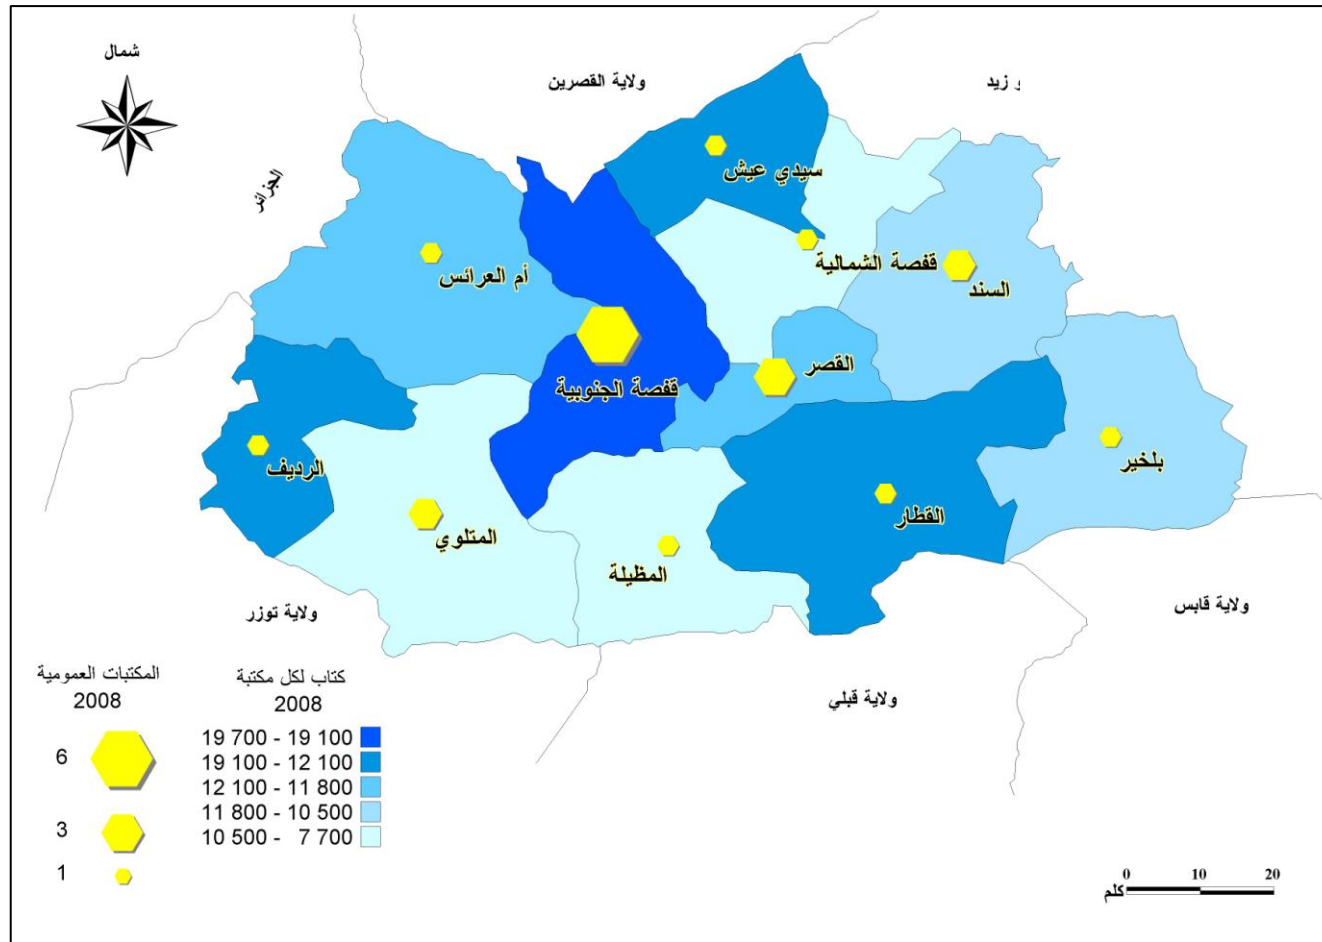 شمال
ولاية القصرين
و زيد
الجزائر
سيدي عيش
قفصة الشمالية
السند
أم العرائس
القصر
قفصة الجنوبية
بلخير
الرديف
القطار
المتلوي
المظيلة
ولاية توزر
ولاية قابس
ولاية قبلي
المكتبات العمومية
2008
6
3
1
كتاب لكل مكتبة
2008
19 700 - 19 100
19 100 - 12 100
12 100 - 11 800
11 800 - 10 500
10 500 - 7 700
0 10 20
كلم